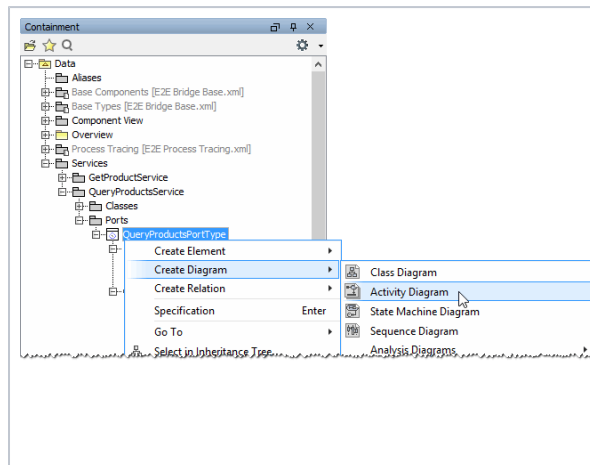 Containment
Data
Aliases
Base Components [E2E Bridge Base.xml]
Base Types [E2E Bridge Base.xml]
Component View
Overview
Process Tracing [E2E Process Tracing.xml]
Services
GetProductService
QueryProductsService
Classes
Ports
QueryProductsPortType
Create Element
Create Diagram
Create Relation
Specification Enter
Go To
Select in Inheritance Tree
Class Diagram
Activity Diagram
State Machine Diagram
Sequence Diagram
Analysis Diagrams